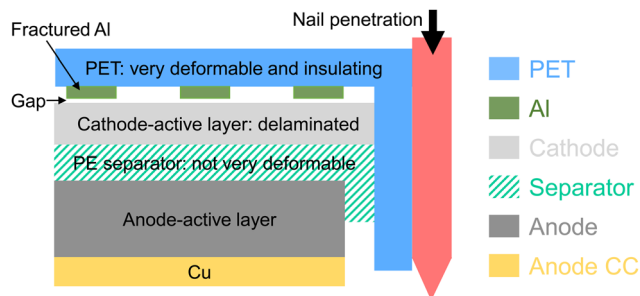 Nail penetration
Fractured Al
PET: very deformable and insulating
Gap
Cathode-active layer: delaminated
PE separator: not very deformable
Anode-active layer
Cu
PET
Al
Cathode
Separator
Anode
Anode CC